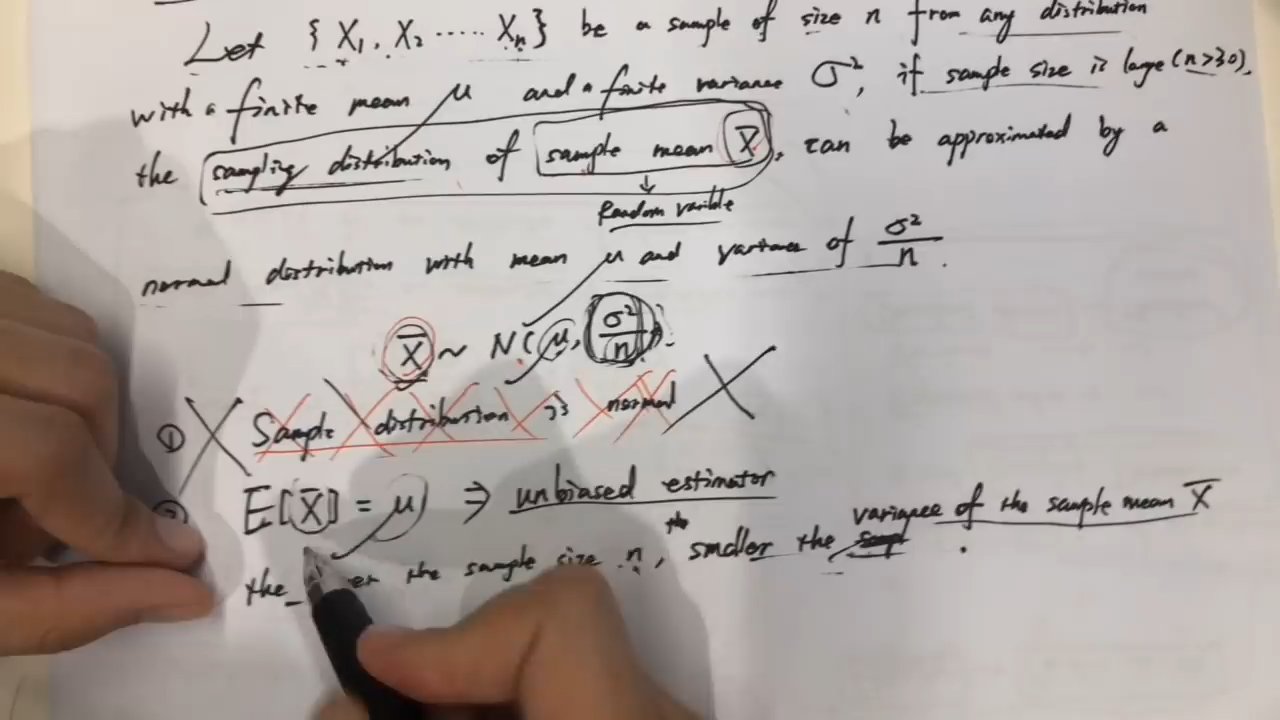 Let {X₁, X₂ ..... Xₙ} be a sample of size n from any distribution
with a finite mean μ and a finite variance σ², if sample size is large (n>30),
the sampling distribution of sample mean X̄, can be approximated by a
Random varible
normal distribution with mean μ and variance of σ²/n.
X̄ ~ N(μ, σ²/n).
① Sample distribution is normal
E[X̄] = μ ⇒ unbiased estimator
the the sample size n, the smaller the variance of the sample mean X̄